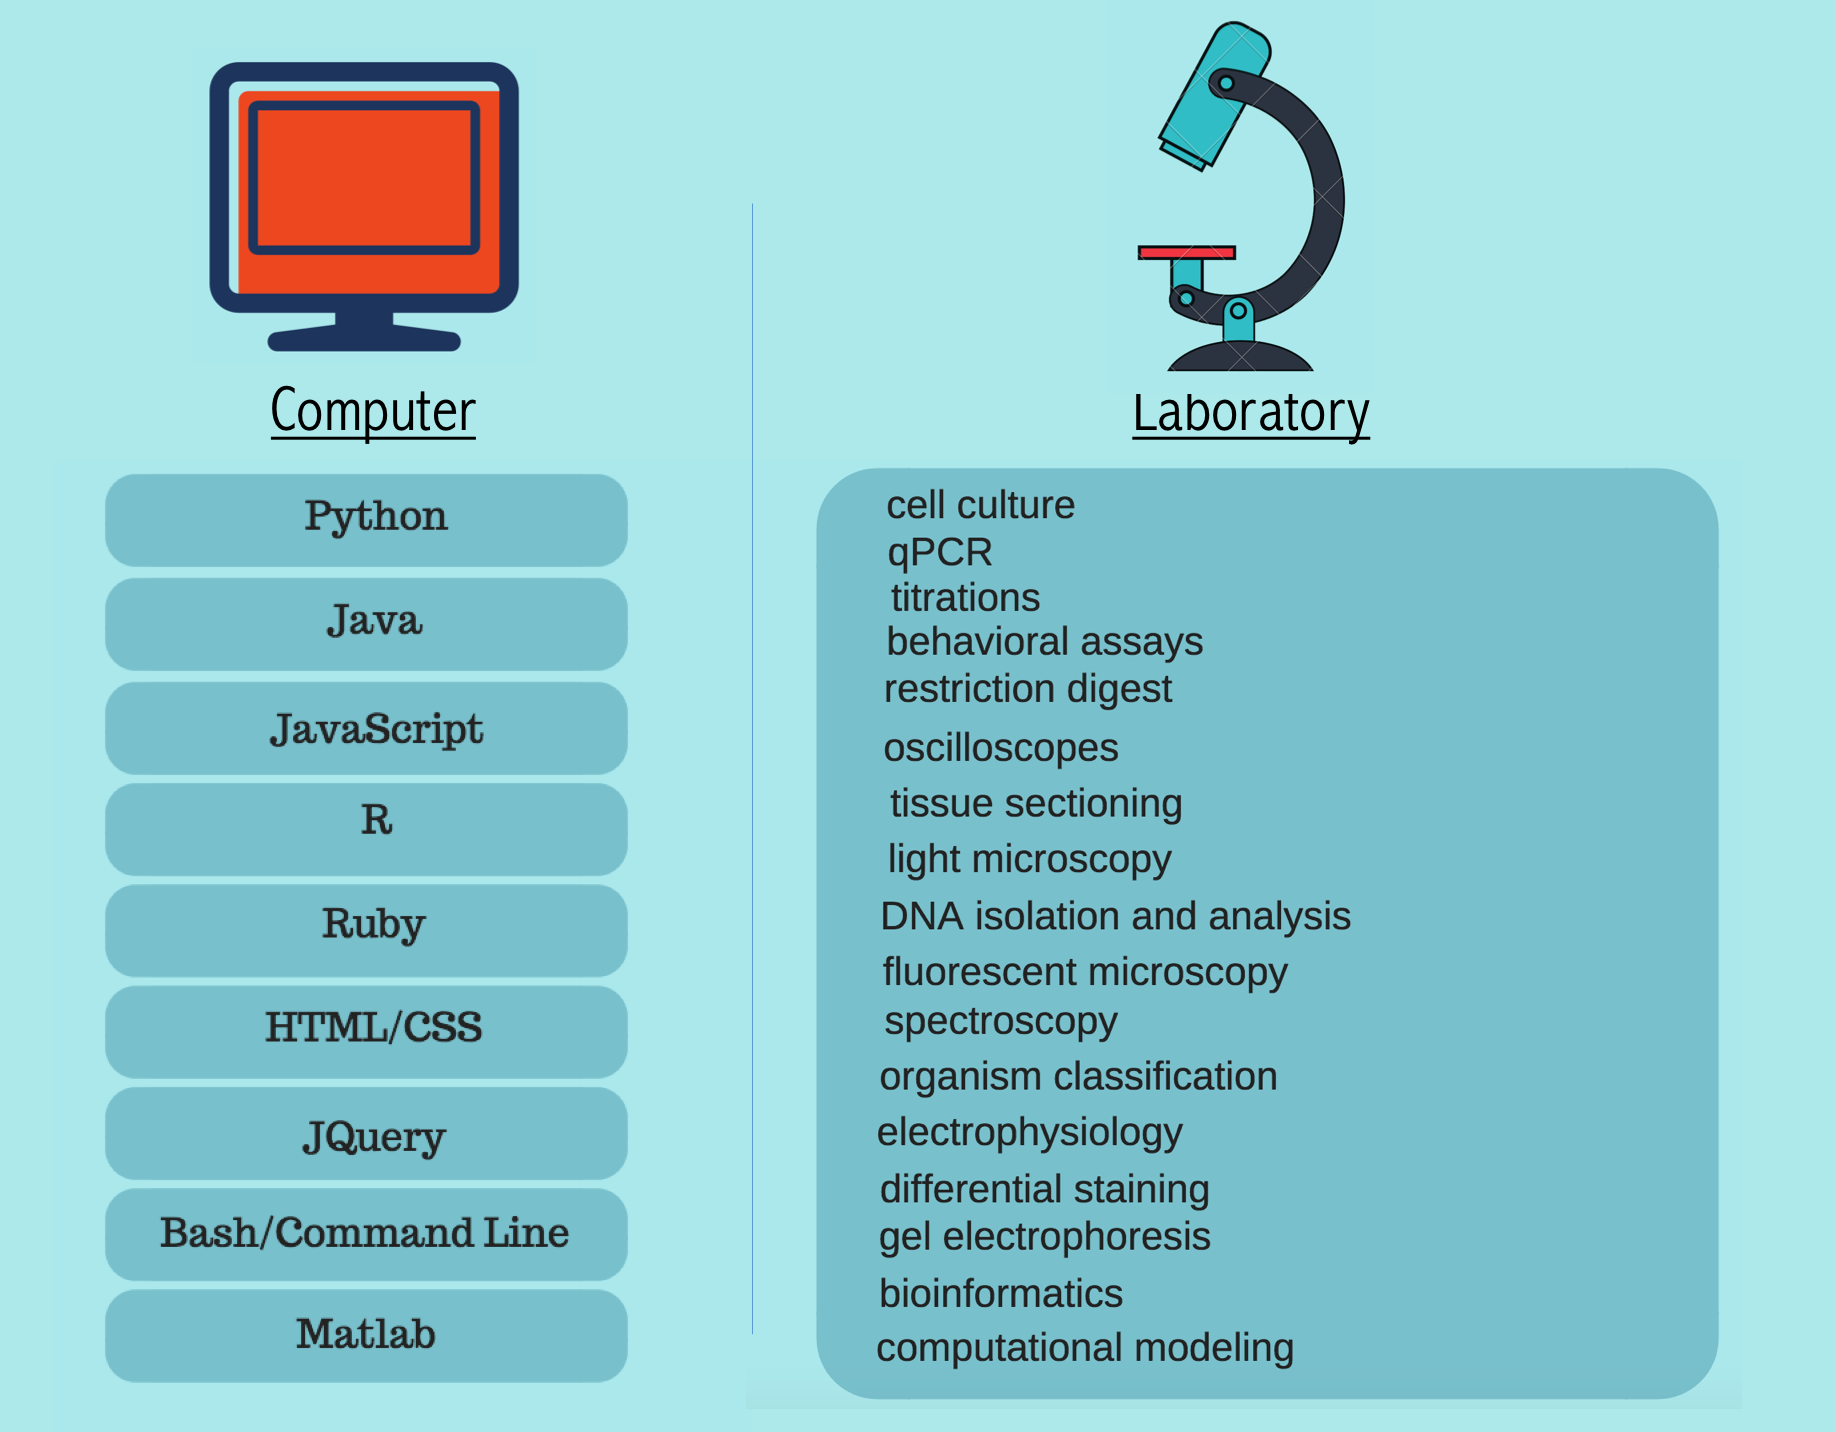 Computer
Python
Java
JavaScript
R
Ruby
HTML/CSS
JQuery
Bash/Command Line
Matlab
Laboratory
cell culture
qPCR
titrations
behavioral assays
restriction digest
oscilloscopes
tissue sectioning
light microscopy
DNA isolation and analysis
fluorescent microscopy
spectroscopy
organism classification
electrophysiology
differential staining
gel electrophoresis
bioinformatics
computational modeling